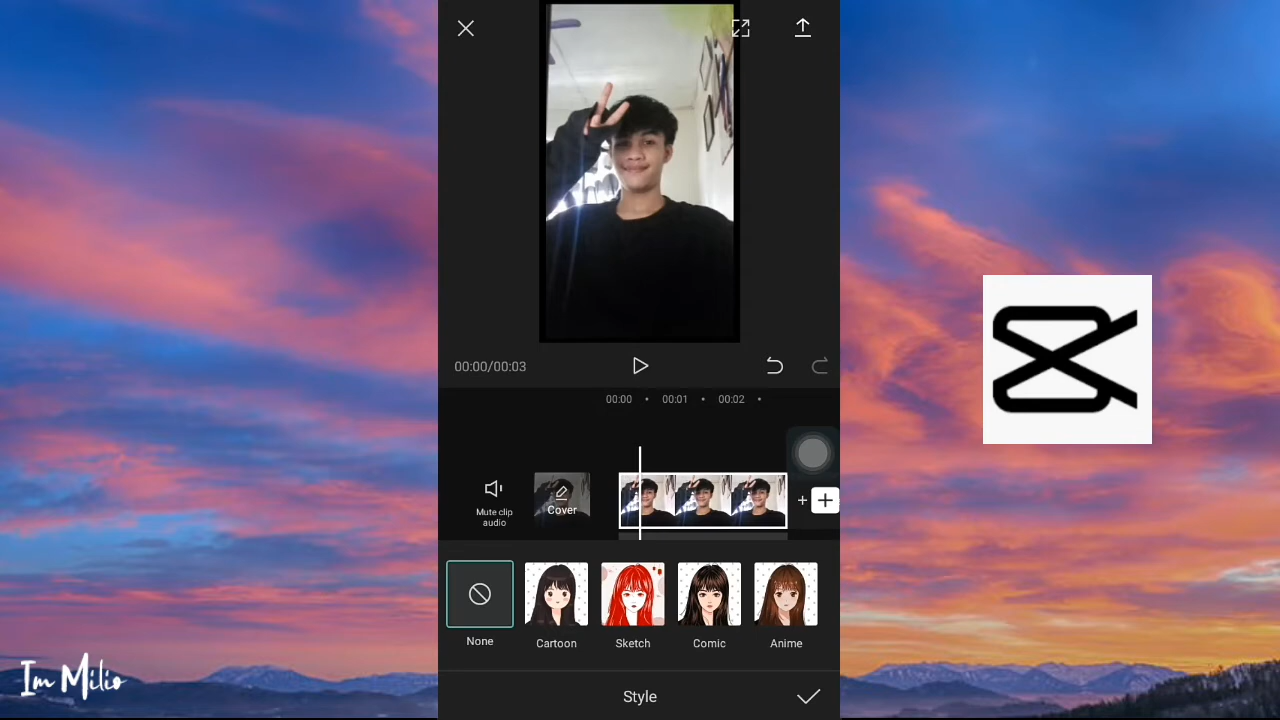 00:00/00:03
00:00
00:01
00:02
Mute clip
audio
Cover
None
Cartoon
Sketch
Comic
Anime
Style
Im Milio